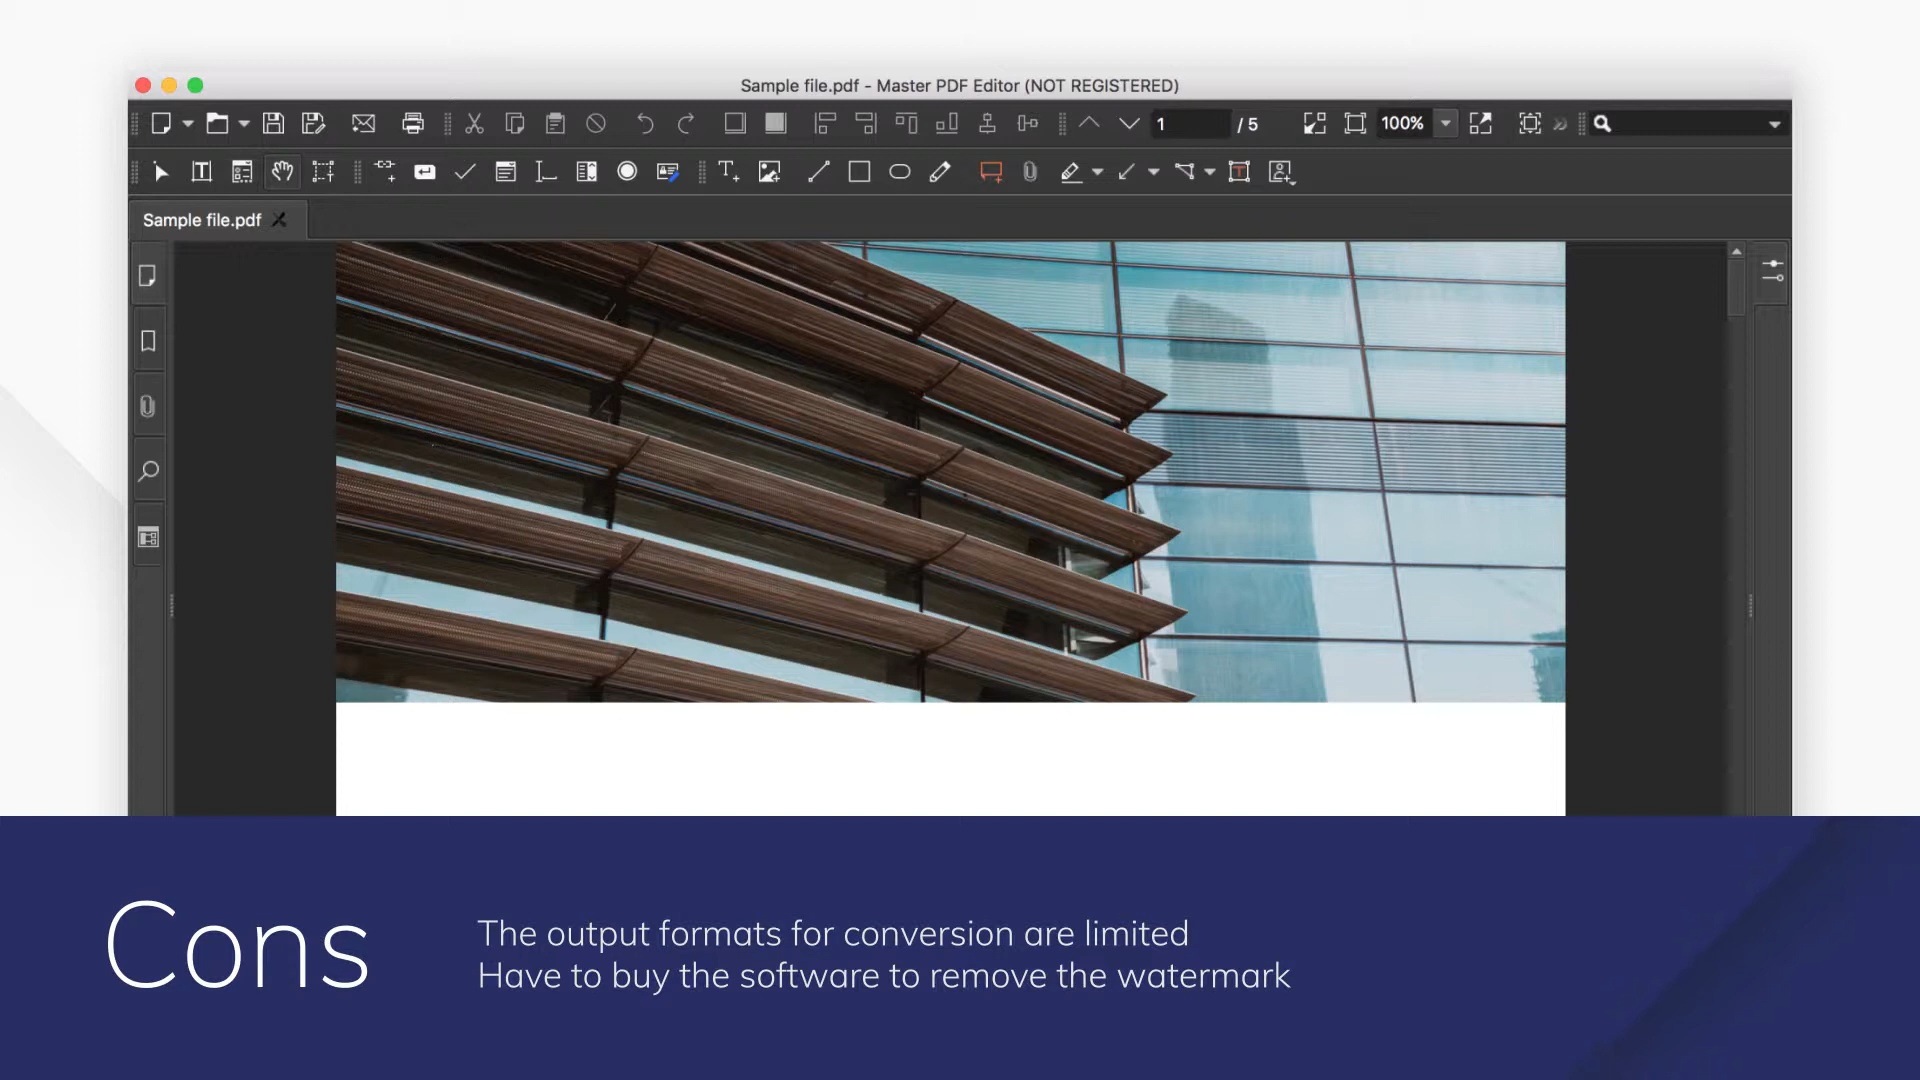 Sample file.pdf - Master PDF Editor (NOT REGISTERED)
1 / 5 100%
Sample file.pdf
Cons
The output formats for conversion are limited
Have to buy the software to remove the watermark